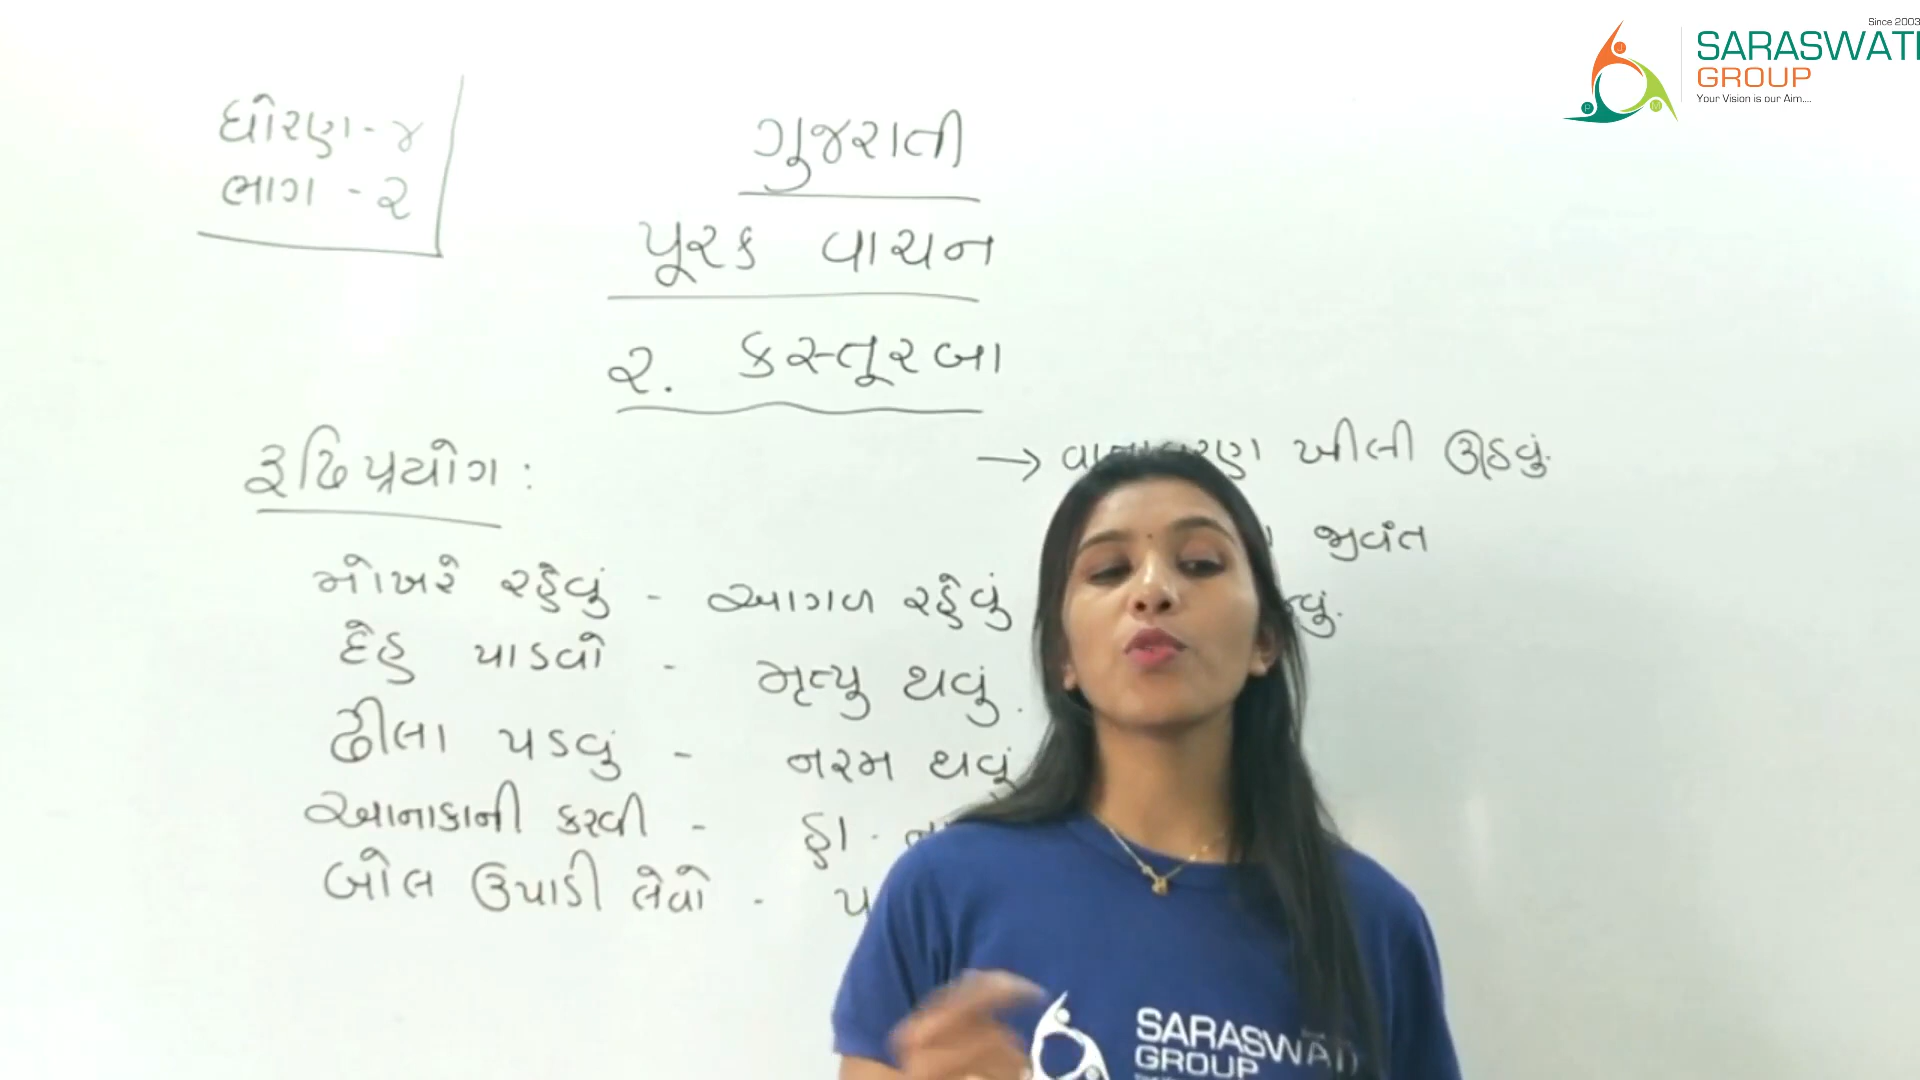 Since 2003
SARASWATI
GROUP
Your Vision is our Aim....
ધોરણ - ૪
ભાગ - ૨
ગુજરાતી
પૂરક વાચન
૨. કસ્તૂરબા
રૂઢિપ્રયોગ :
મોખરે રહેવું - આગળ રહેવું
દેહ પાડવો - મૃત્યુ થવું.
ઢીલા પડવું - નરમ થવું
આનાકાની કરવી - હા -
બોલ ઉપાડી લેવો -
→ વાતાવરણ ખીલી ઊઠવું.
જીવંત
SARASWATI
GROUP